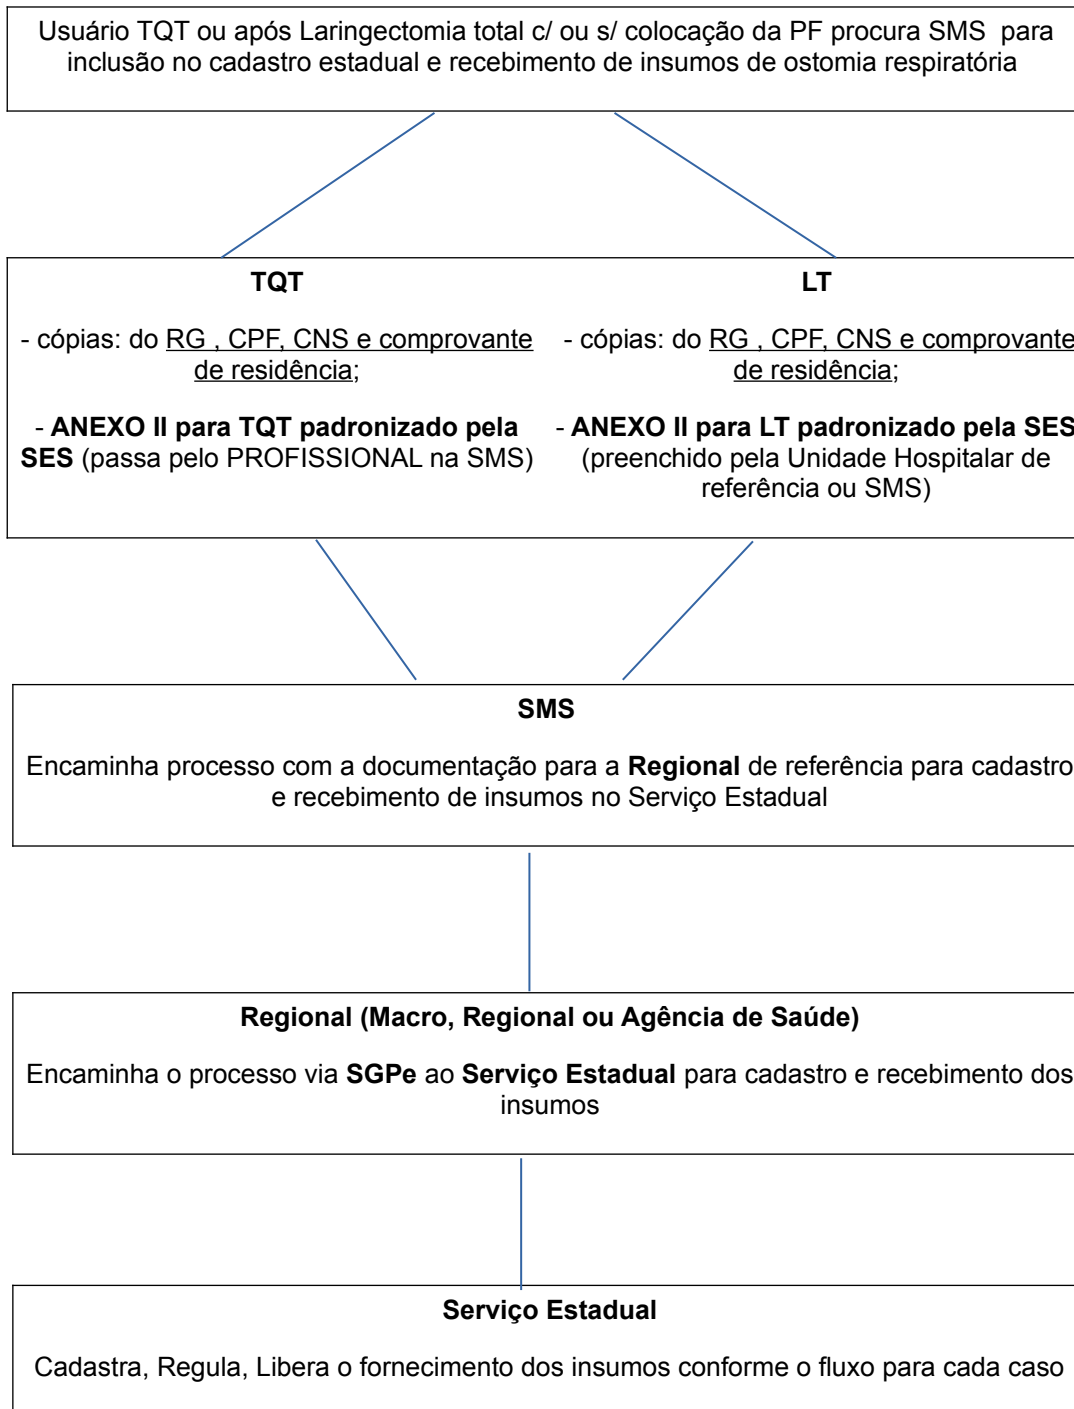 Usuário TQT ou após Laringectomia total c/ ou s/ colocação da PF procura SMS  para
inclusão no cadastro estadual e recebimento de insumos de ostomia respiratória
TQT
- cópias: do RG , CPF, CNS e comprovante
de residência;
- ANEXO II para TQT padronizado pela
SES (passa pelo PROFISSIONAL na SMS)
LT
- cópias: do RG , CPF, CNS e comprovante
de residência;
- ANEXO II para LT padronizado pela SES
(preenchido pela Unidade Hospitalar de
referência ou SMS)
SMS
Encaminha processo com a documentação para a Regional de referência para cadastro
e recebimento de insumos no Serviço Estadual
Regional (Macro, Regional ou Agência de Saúde)
Encaminha o processo via SGPe ao Serviço Estadual para cadastro e recebimento dos
insumos
Serviço Estadual
Cadastra, Regula, Libera o fornecimento dos insumos conforme o fluxo para cada caso